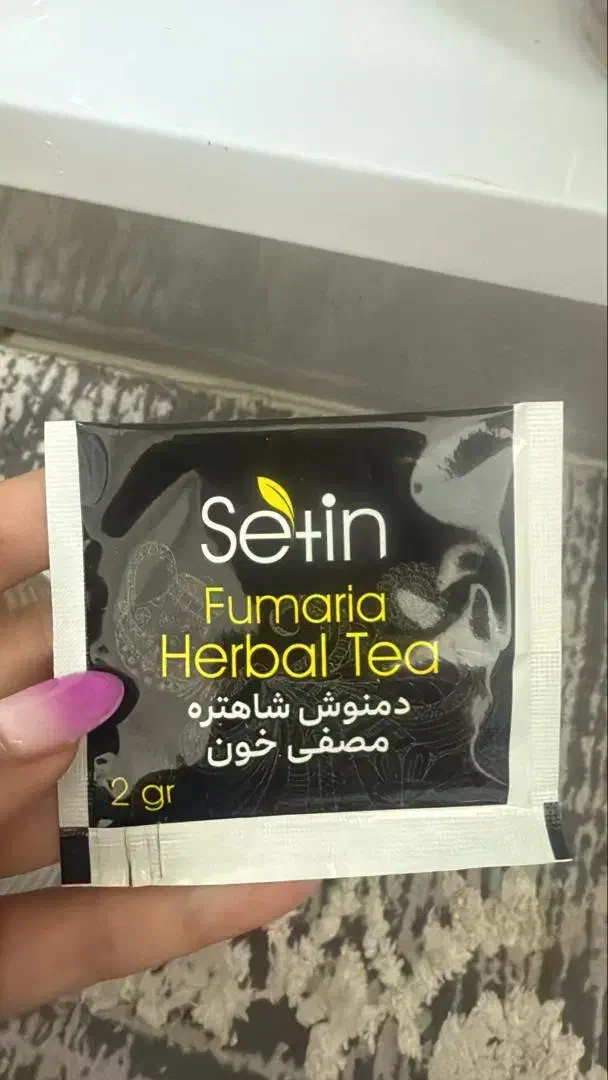 Setin
Fumaria
Herbal Tea
دمنوش شاهتره
مصفی خون
2 gr